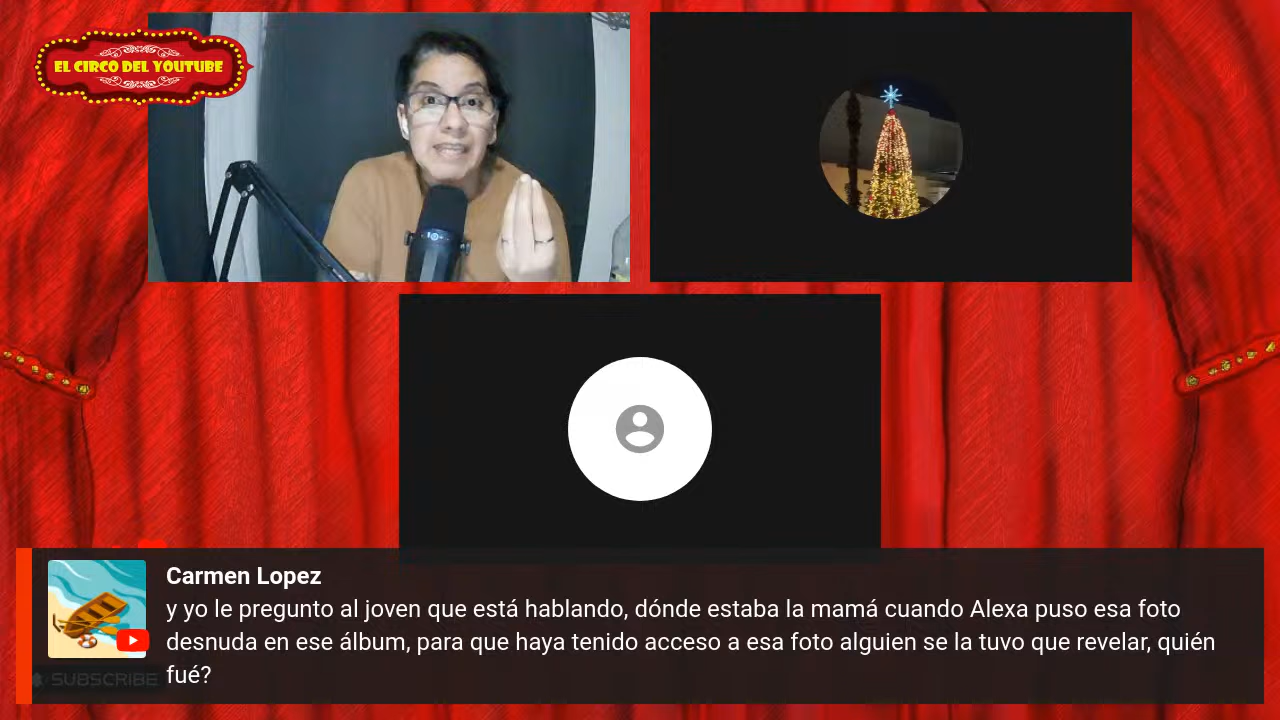 EL CIRCO DEL YOUTUBE
Carmen Lopez
y yo le pregunto al joven que está hablando, dónde estaba la mamá cuando Alexa puso esa foto
desnuda en ese álbum, para que haya tenido acceso a esa foto alguien se la tuvo que revelar, quién
fué?
SUBSCRIBE